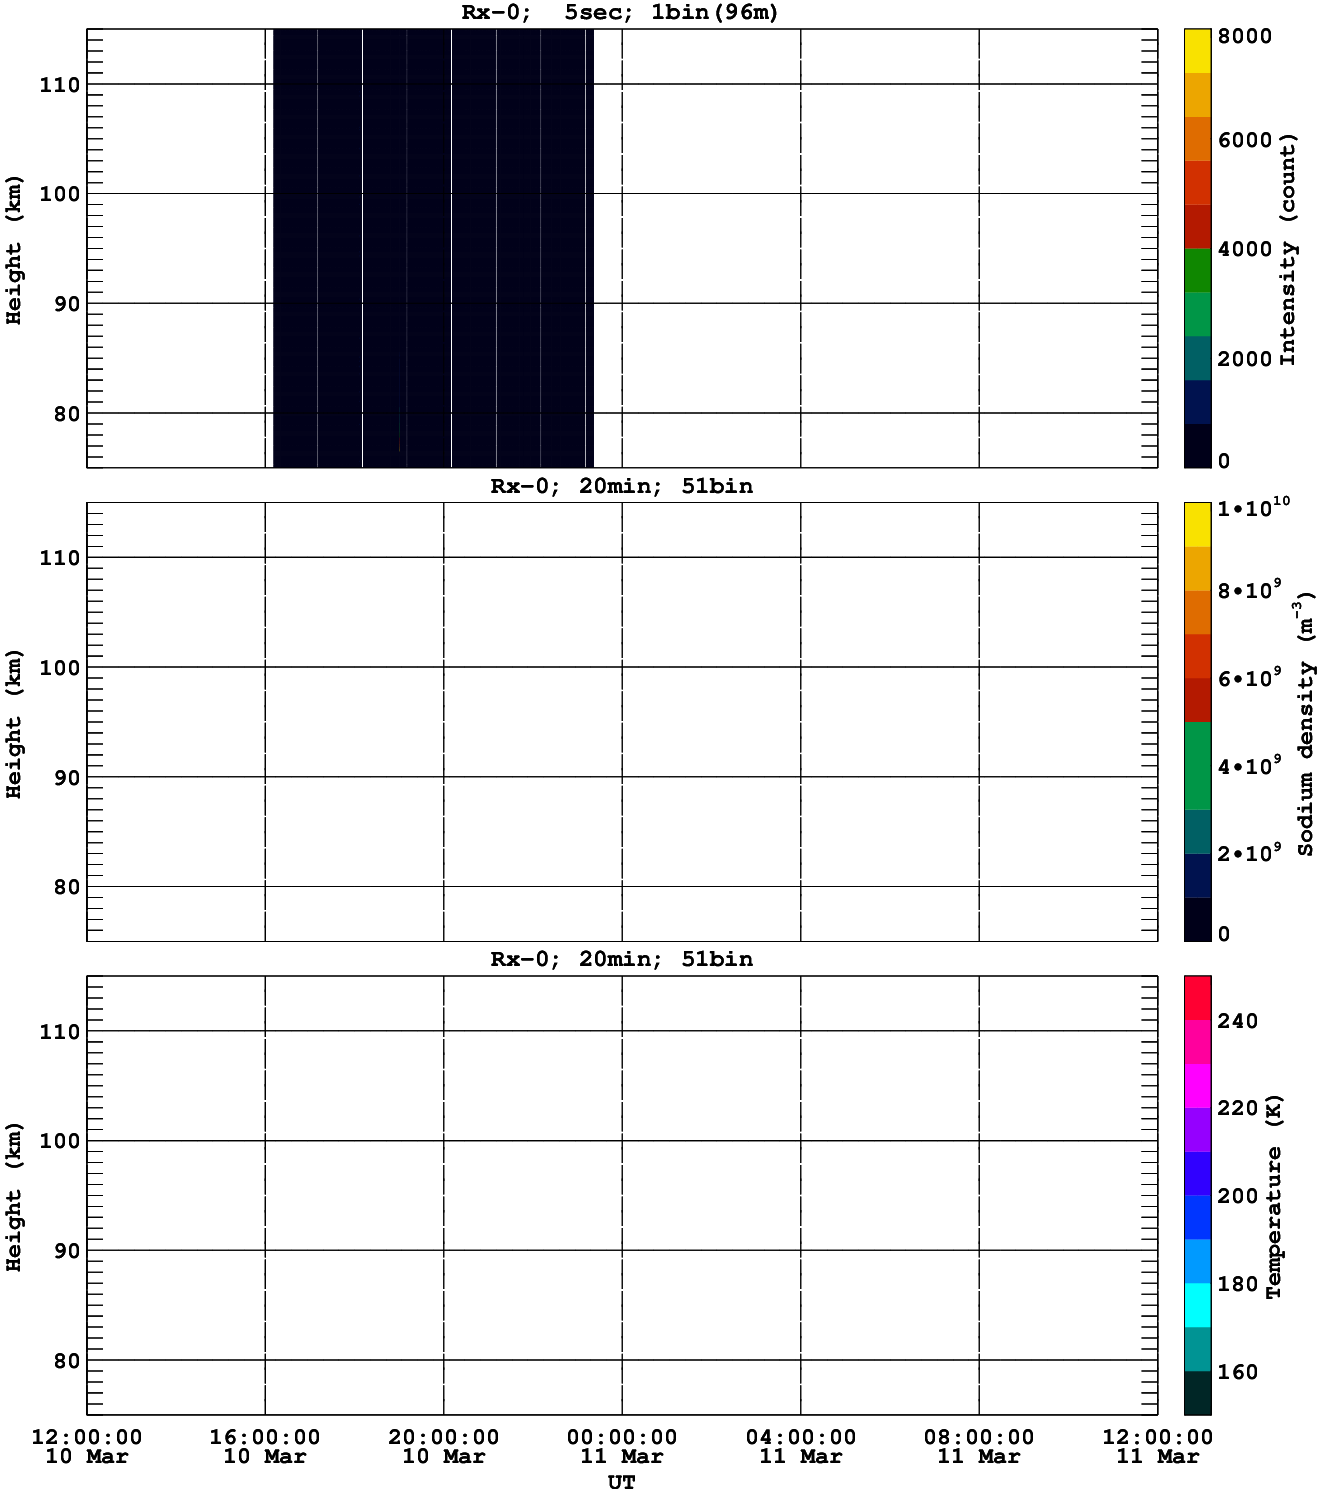 Rx-0;  5sec; 1bin(96m)
110
100
90
80
Height (km)
8000
6000
4000
2000
0
Intensity (count)
Rx-0; 20min; 51bin
110
100
90
80
Height (km)
1•10¹⁰
8•10⁹
6•10⁹
4•10⁹
2•10⁹
0
Sodium density (m⁻³)
Rx-0; 20min; 51bin
110
100
90
80
Height (km)
240
220
200
180
160
Temperature (K)
12:00:00 16:00:00 20:00:00 00:00:00 04:00:00 08:00:00 12:00:00
10 Mar 10 Mar 10 Mar 11 Mar 11 Mar 11 Mar 11 Mar
UT